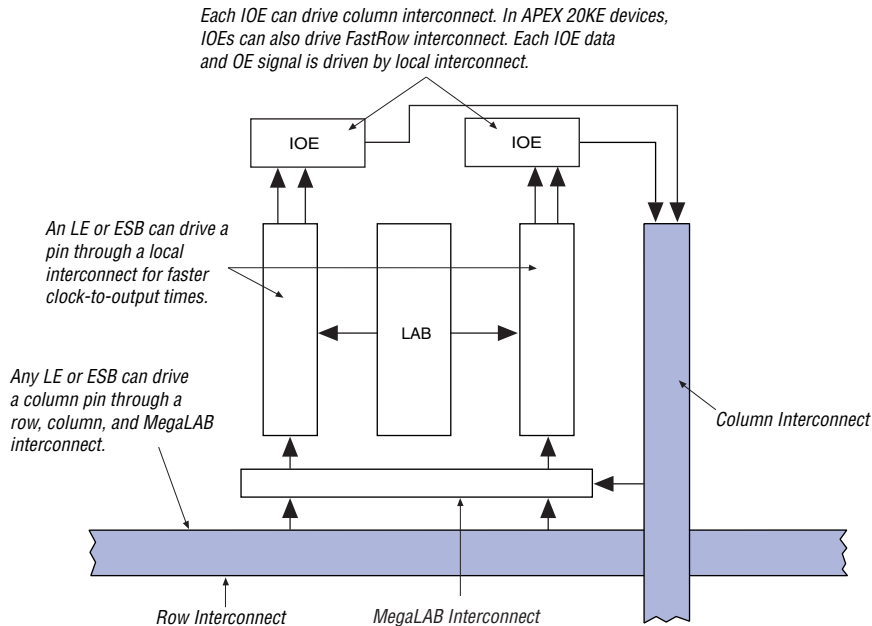 Each IOE can drive column interconnect. In APEX 20KE devices,
IOEs can also drive FastRow interconnect. Each IOE data
and OE signal is driven by local interconnect.
IOE
IOE
An LE or ESB can drive a
pin through a local
interconnect for faster
clock-to-output times.
LAB
Any LE or ESB can drive
a column pin through a
row, column, and MegaLAB
interconnect.
Column Interconnect
Row Interconnect
MegaLAB Interconnect